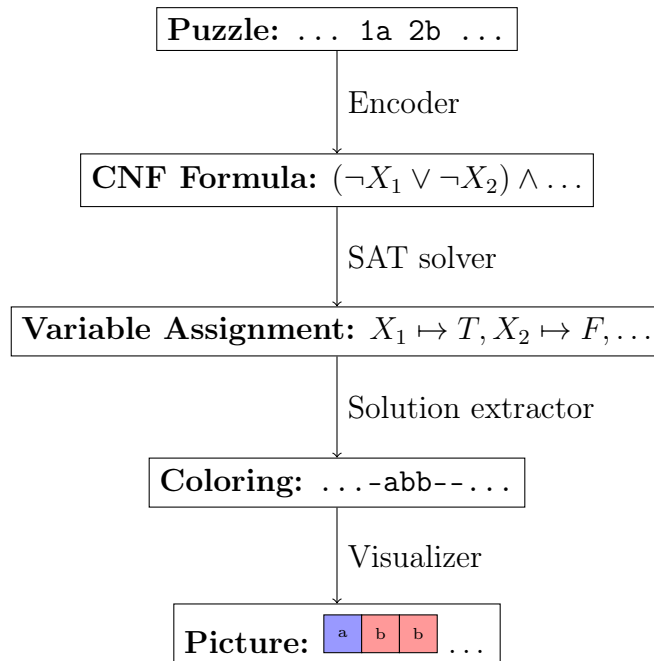 Puzzle: ... 1a 2b ...
Encoder
CNF Formula: (¬X₁ ∨ ¬X₂) ∧ ...
SAT solver
Variable Assignment: X₁ ↦ T, X₂ ↦ F, ...
Solution extractor
Coloring: ...-abb--...
Visualizer
Picture: a b b ...